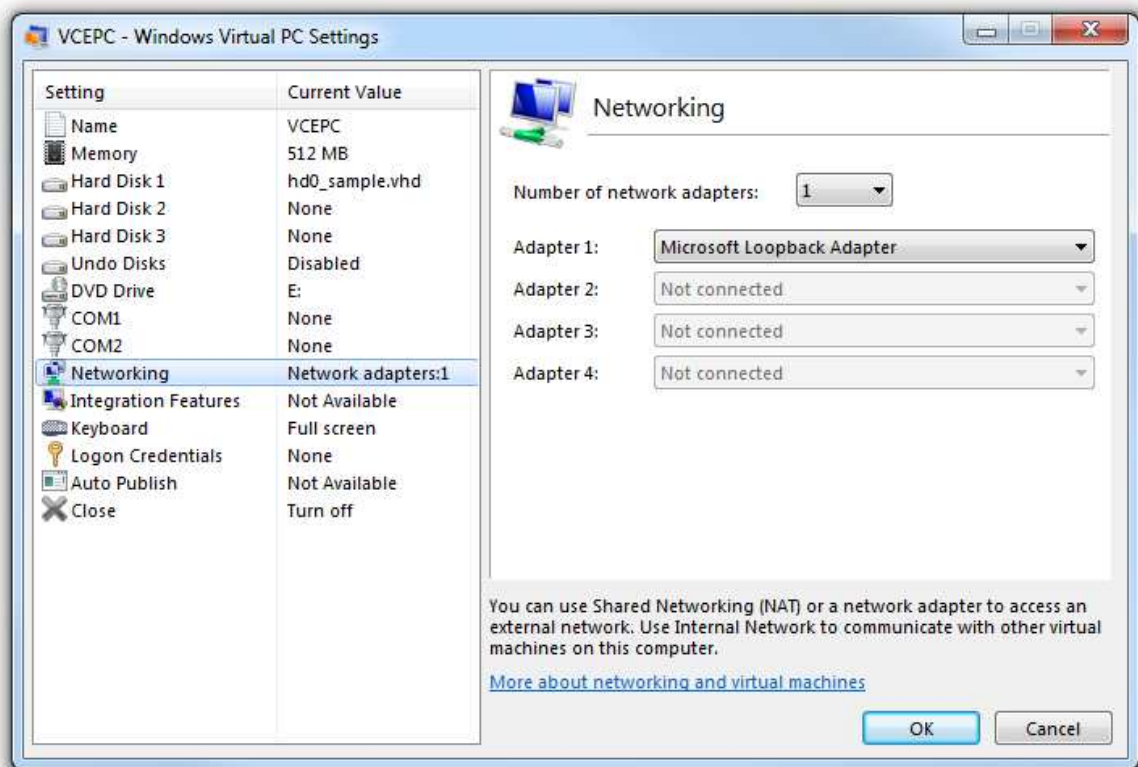 VCEPC - Windows Virtual PC Settings
Setting Current Value
Name VCEPC
Memory 512 MB
Hard Disk 1 hd0_sample.vhd
Hard Disk 2 None
Hard Disk 3 None
Undo Disks Disabled
DVD Drive E:
COM1 None
COM2 None
Networking Network adapters:1
Integration Features Not Available
Keyboard Full screen
Logon Credentials None
Auto Publish Not Available
Close Turn off
Networking
Number of network adapters: 1
Adapter 1: Microsoft Loopback Adapter
Adapter 2: Not connected
Adapter 3: Not connected
Adapter 4: Not connected
You can use Shared Networking (NAT) or a network adapter to access an
external network. Use Internal Network to communicate with other virtual
machines on this computer.
More about networking and virtual machines
OK Cancel